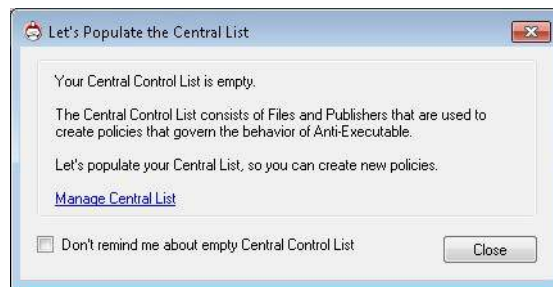 Let's Populate the Central List
Your Central Control List is empty.
The Central Control List consists of Files and Publishers that are used to
create policies that govern the behavior of Anti-Executable.
Let's populate your Central List, so you can create new policies.
Manage Central List
Don't remind me about empty Central Control List
Close